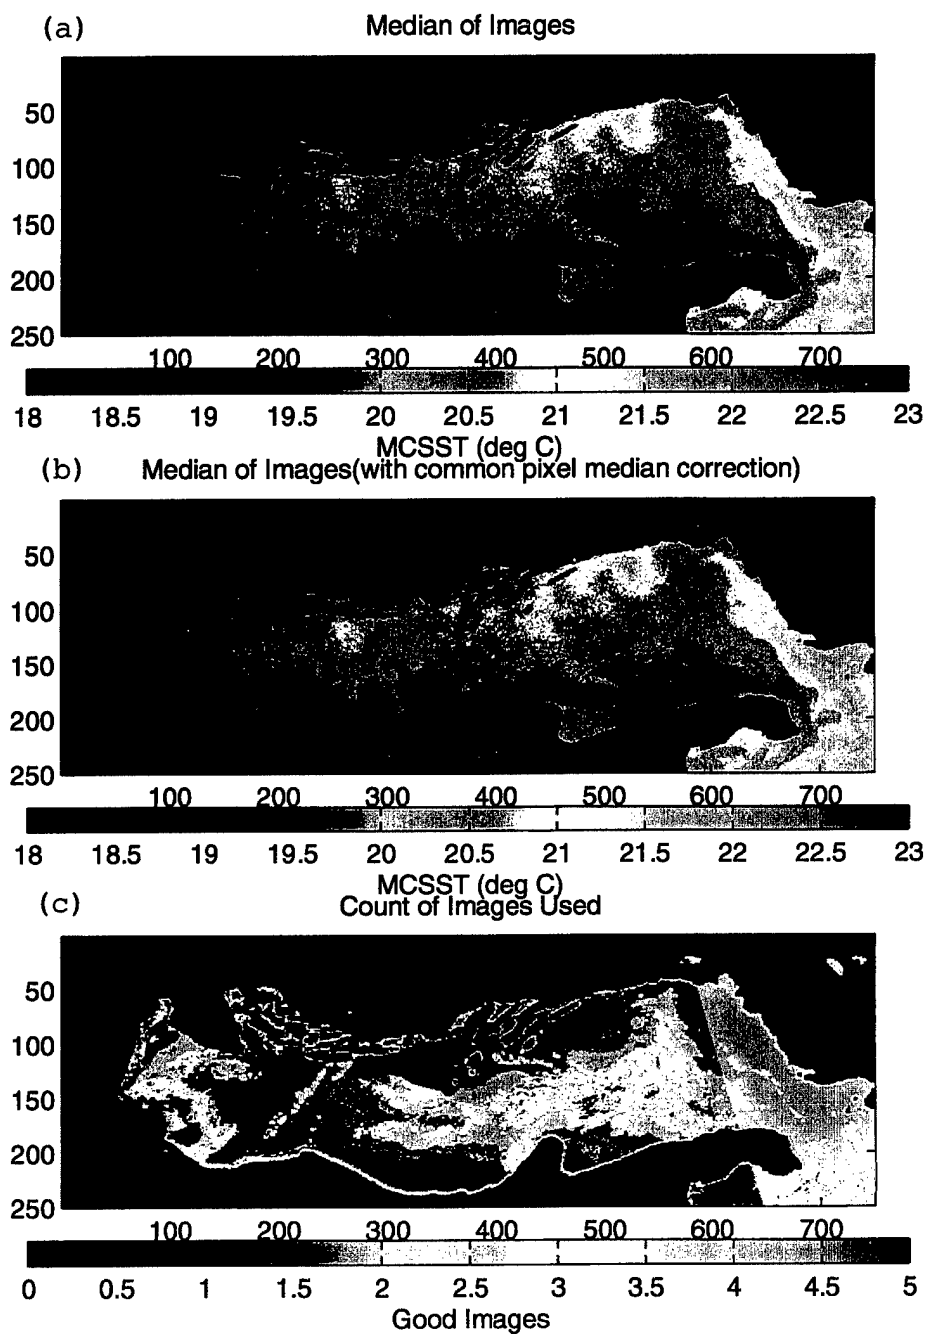 (a)
Median of Images
50
100
150
200
250
100 200 300 400 500 600 700
18 18.5 19 19.5 20 20.5 21 21.5 22 22.5 23
MCSST (deg C)
(b)
Median of Images(with common pixel median correction)
50
100
150
200
250
100 200 300 400 500 600 700
18 18.5 19 19.5 20 20.5 21 21.5 22 22.5 23
MCSST (deg C)
(c)
Count of Images Used
50
100
150
200
250
100 200 300 400 500 600 700
0 0.5 1 1.5 2 2.5 3 3.5 4 4.5 5
Good Images